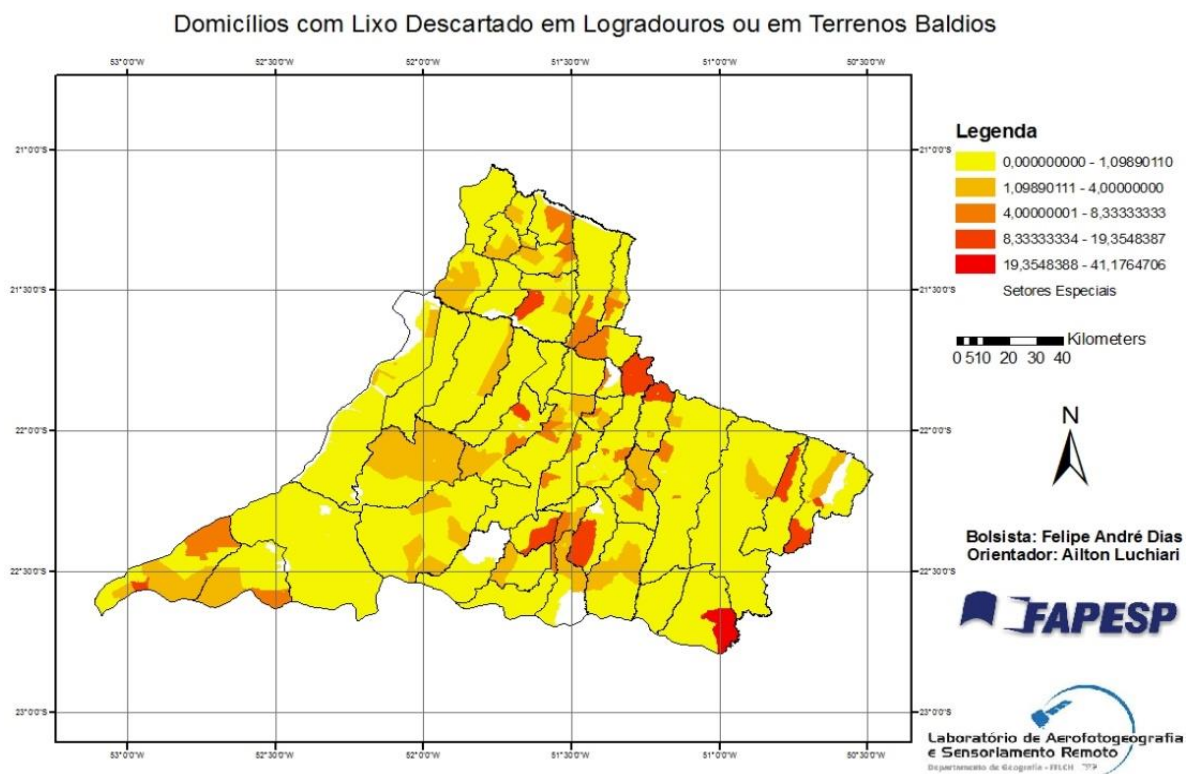 Domicílios com Lixo Descartado em Logradouros ou em Terrenos Baldios
53°0'0"W 52°30'0"W 52°0'0"W 51°30'0"W 51°0'0"W 50°30'0"W
21°0'0"S 21°0'0"S
21°30'0"S 21°30'0"S
22°0'0"S 22°0'0"S
22°30'0"S 22°30'0"S
23°0'0"S 23°0'0"S
53°0'0"W 52°30'0"W 52°0'0"W 51°30'0"W 51°0'0"W 50°30'0"W
Legenda
0,000000000 - 1,09890110
1,09890111 - 4,00000000
4,00000001 - 8,33333333
8,33333334 - 19,3548387
19,3548388 - 41,1764706
Setores Especiais
Kilometers
0 510 20 30 40
N
Bolsista: Felipe André Dias
Orientador: Ailton Luchiari
FAPESP
Laboratório de Aerofotogeografia
e Sensoriamento Remoto
Departamento de Geografia - FFLCH